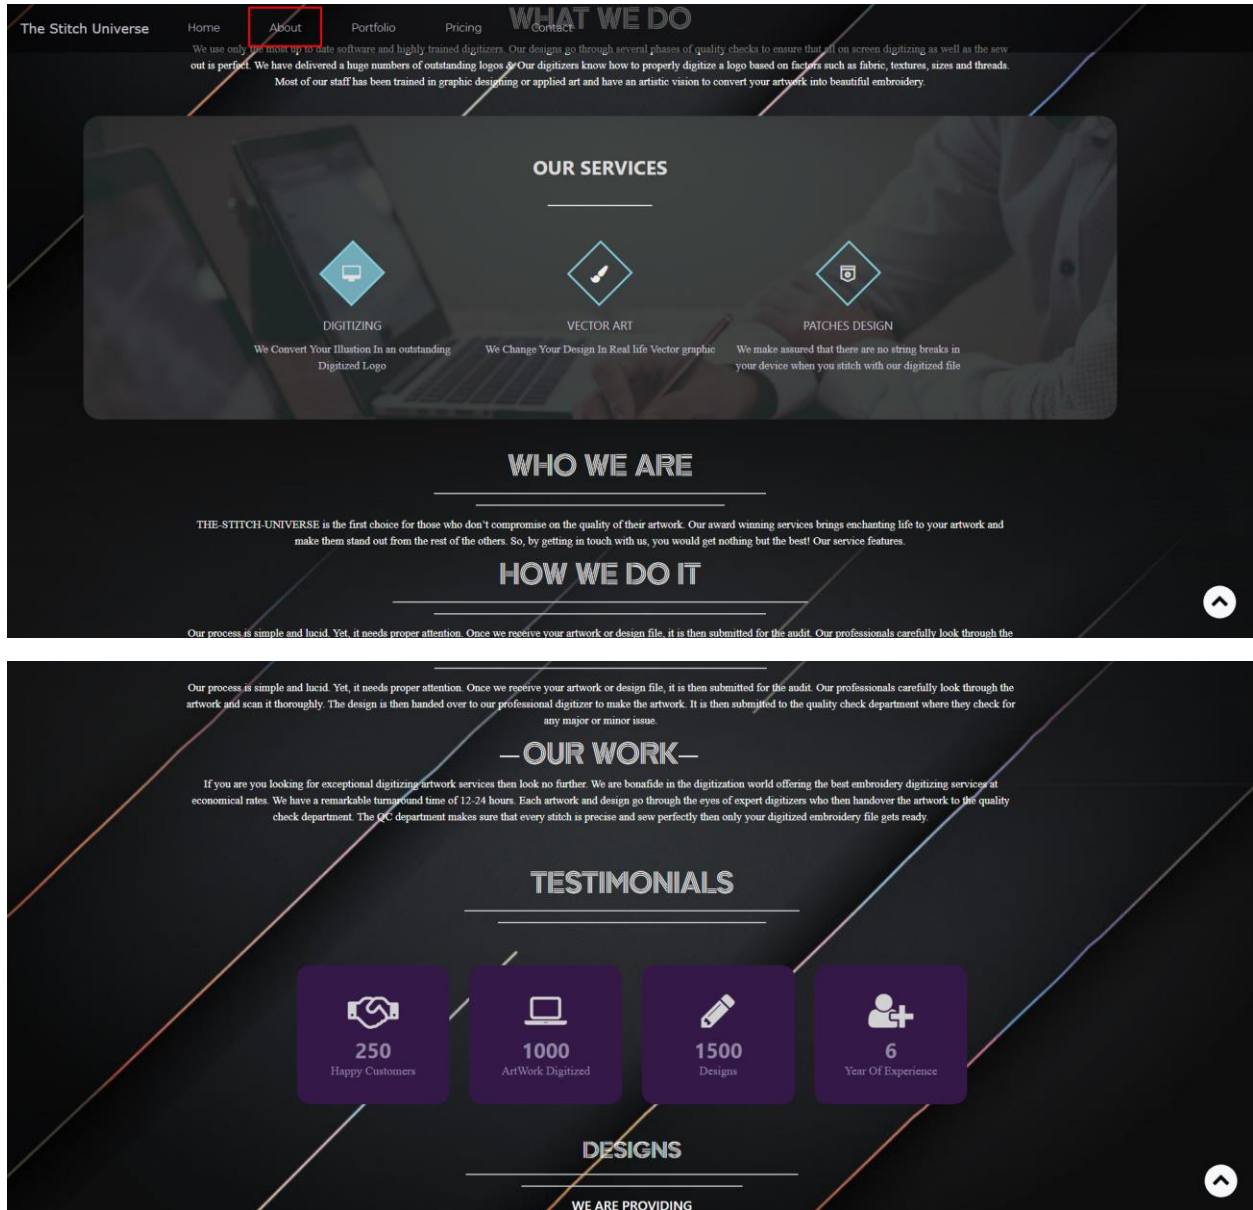 The Stitch Universe Home About Portfolio Pricing Contact
WHAT WE DO
We use only the most up to date software and highly trained digitizers. Our designs go through several phases of quality checks to ensure that all on screen digitizing as well as the sew
out is perfect. We have delivered a huge numbers of outstanding logos & Our digitizers know how to properly digitize a logo based on factors such as fabric, textures, sizes and threads.
Most of our staff has been trained in graphic designing or applied art and have an artistic vision to convert your artwork into beautiful embroidery.
OUR SERVICES
DIGITIZING
We Convert Your Illustion In an outstanding
Digitized Logo
VECTOR ART
We Change Your Design In Real life Vector graphic
PATCHES DESIGN
We make assured that there are no string breaks in
your device when you stitch with our digitized file
WHO WE ARE
THE-STITCH-UNIVERSE is the first choice for those who don't compromise on the quality of their artwork. Our award winning services brings enchanting life to your artwork and
make them stand out from the rest of the others. So, by getting in touch with us, you would get nothing but the best! Our service features.
HOW WE DO IT
Our process is simple and lucid. Yet, it needs proper attention. Once we receive your artwork or design file, it is then submitted for the audit. Our professionals carefully look through the
Our process is simple and lucid. Yet, it needs proper attention. Once we receive your artwork or design file, it is then submitted for the audit. Our professionals carefully look through the
artwork and scan it thoroughly. The design is then handed over to our professional digitizer to make the artwork. It is then submitted to the quality check department where they check for
any major or minor issue.
—OUR WORK—
If you are you looking for exceptional digitizing artwork services then look no further. We are bonafide in the digitization world offering the best embroidery digitizing services at
economical rates. We have a remarkable turnaround time of 12-24 hours. Each artwork and design go through the eyes of expert digitizers who then handover the artwork to the quality
check department. The QC department makes sure that every stitch is precise and sew perfectly then only your digitized embroidery file gets ready.
TESTIMONIALS
250
Happy Customers
1000
ArtWork Digitized
1500
Designs
6
Year Of Experience
DESIGNS
WE ARE PROVIDING